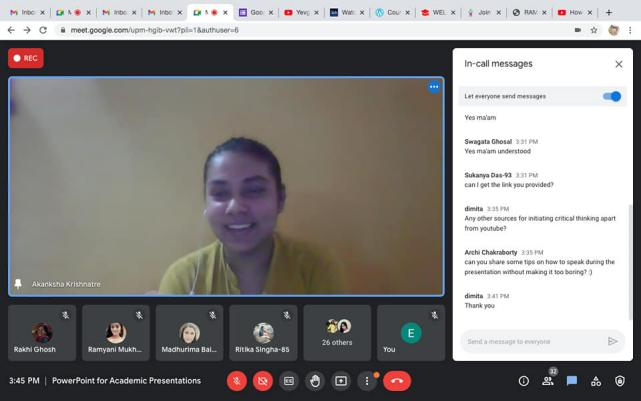 Inbo
M
Inbo
Inbo
M
Goo
Yevg
Watc
Cou
WEL
Join
RAM
How
meet.google.com/upm-hgib-vwt?pli=1&authuser=6
REC
In-call messages
Let everyone send messages
Yes ma'am
Swagata Ghosal 3:31 PM
Yes ma'am understood
Sukanya Das-93 3:31 PM
can I get the link you provided?
dimita 3:35 PM
Any other sources for initiating critical thinking apart
from youtube?
Archi Chakraborty 3:35 PM
can you share some tips on how to speak during the
presentation without making it too boring? :)
dimita 3:41 PM
Thank you
Send a message to everyone
Akanksha Krishnatre
Rakhi Ghosh
Ramyani Mukh...
Madhurima Bai...
Ritika Singha-85
26 others
E
You
3:45 PM | PowerPoint for Academic Presentations
32